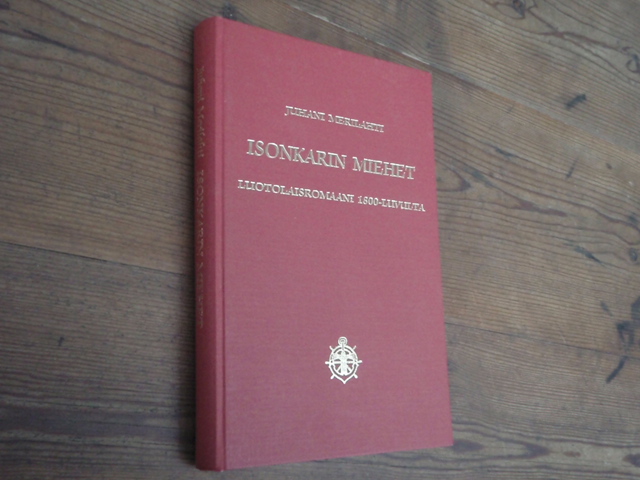 JUHANI MERILAHTI
ISONKARIN MIEHET
LUOTOLAISROMAANI 1800-LUVULTA